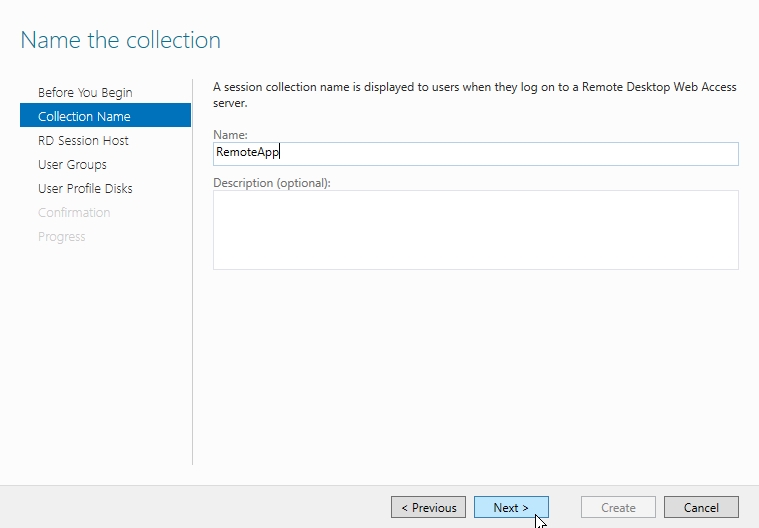 Name the collection
Before You Begin
Collection Name
RD Session Host
User Groups
User Profile Disks
Confirmation
Progress
A session collection name is displayed to users when they log on to a Remote Desktop Web Access
server.
Name:
RemoteApp
Description (optional):
< Previous
Next >
Create
Cancel